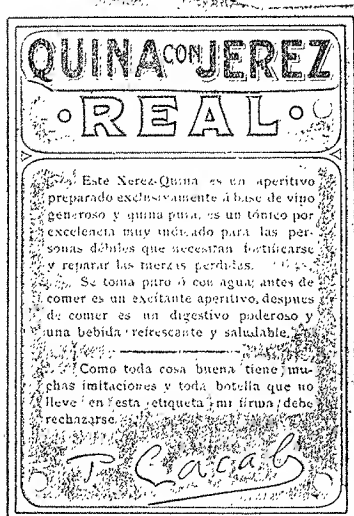 QUINA CON JEREZ
REAL
Este Xerez-Quina es un aperitivo
preparado exclusivamente á base de vino
generoso y quina pura, es un tónico por
excelencia muy indicado para las per-
sonas débiles que necesitan fortificarse
y reparar las fuerzas perdidas.
Se toma puro ó con agua; antes de
comer es un excitante aperitivo, despues
de comer es un digestivo poderoso y
una bebida refrescante y saludable.
Como toda cosa buena tiene mu-
chas imitaciones y toda botella que no
lleve en esta etiqueta mi firma debe
rechazarse.